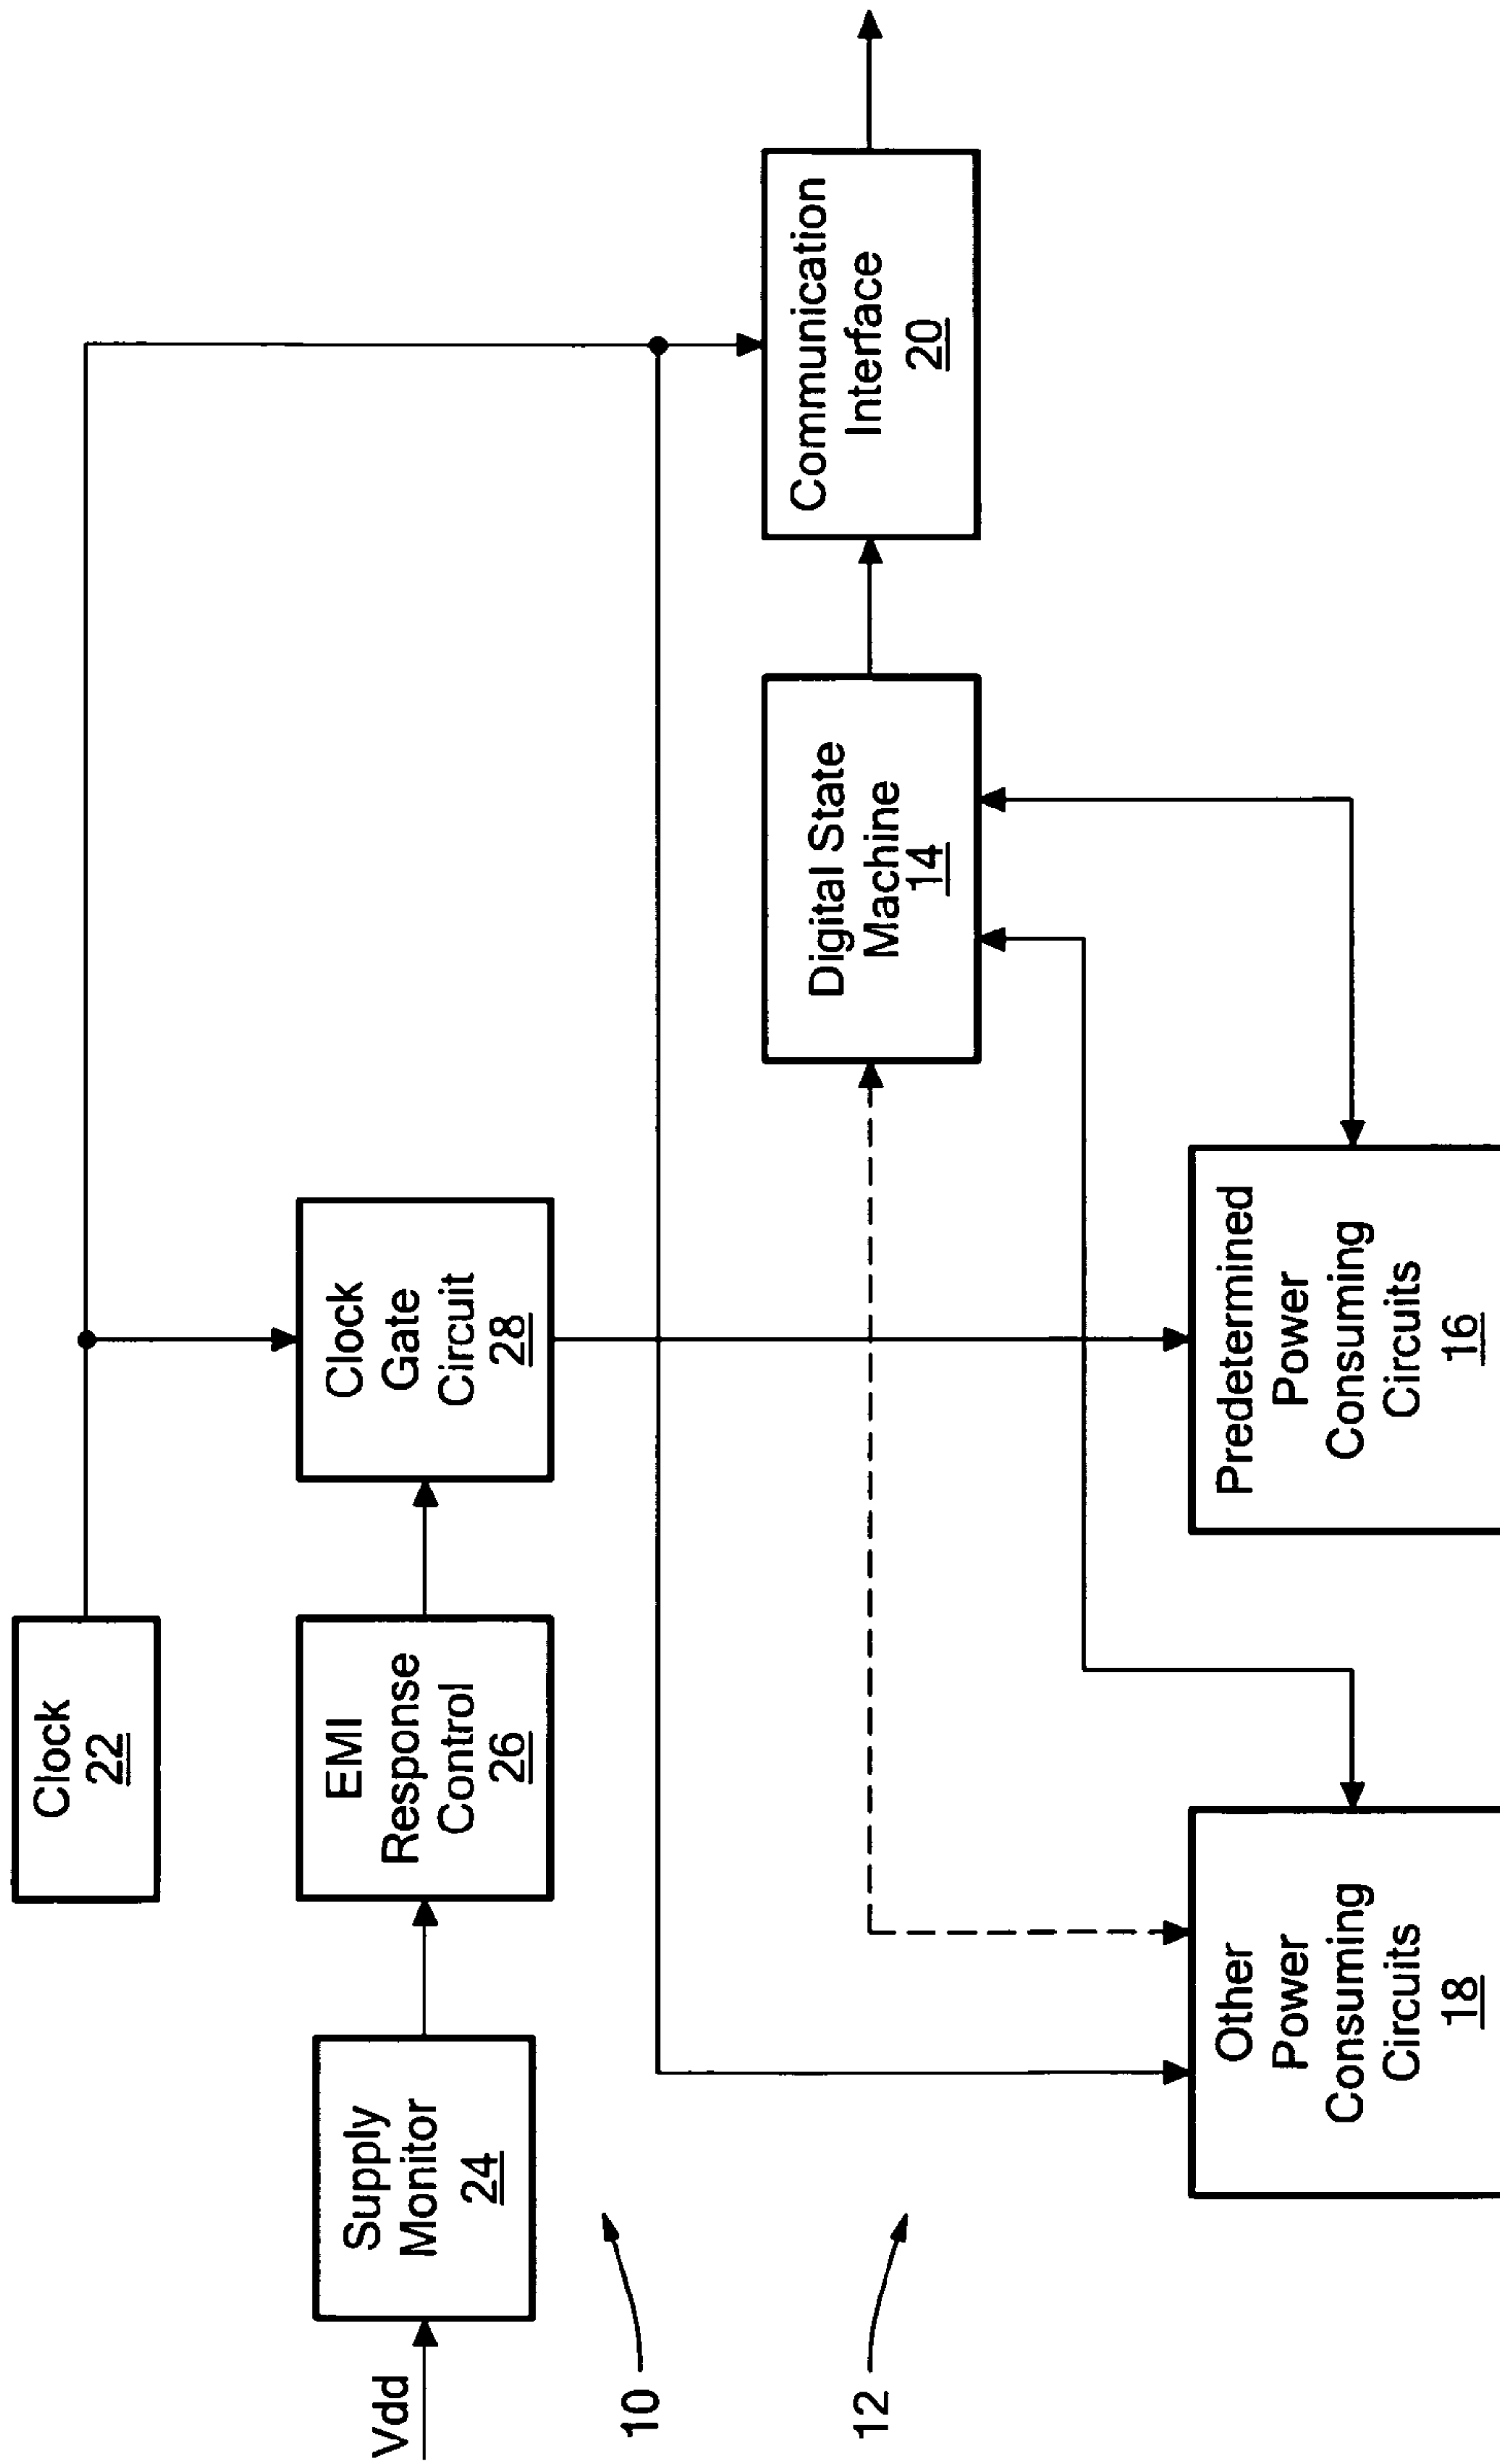 Clock
22
Vdd
Supply
Monitor
24
EMI
Response
Control
26
Clock
Gate
Circuit
28
10
12
Digital State
Machine
14
Communication
Interface
20
Other
Power
Consuming
Circuits
18
Predetermined
Power
Consuming
Circuits
16